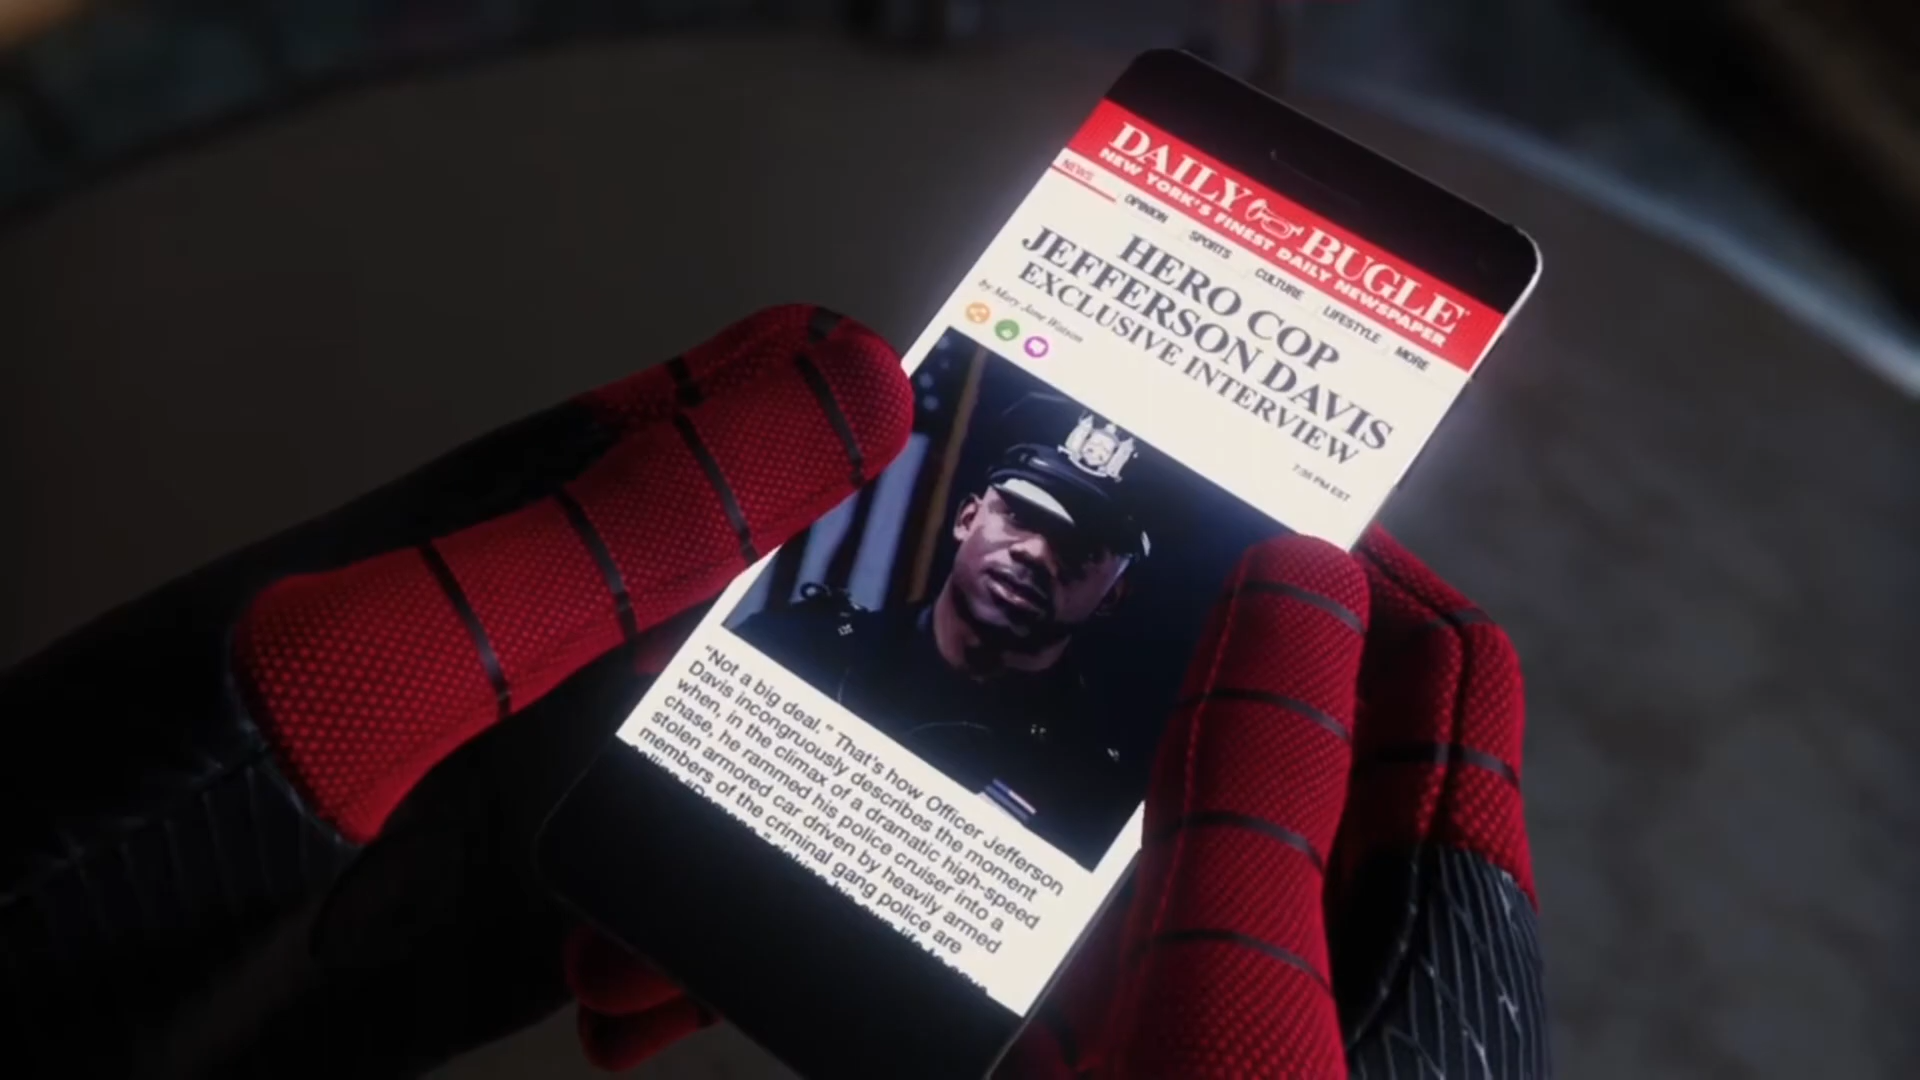 DAILY BUGLE
NEW YORK'S FINEST DAILY NEWSPAPER
NEWS OPINION SPORTS CULTURE LIFESTYLE MORE
HERO COP
JEFFERSON DAVIS
EXCLUSIVE INTERVIEW
by Mary Jane Watson
PM EST
"Not a big deal." That's how Officer Jefferson
Davis incongruously describes the moment
when, in the climax of a dramatic high-speed
chase, he rammed his police cruiser into a
stolen armored car driven by heavily armed
members of the criminal gang police are